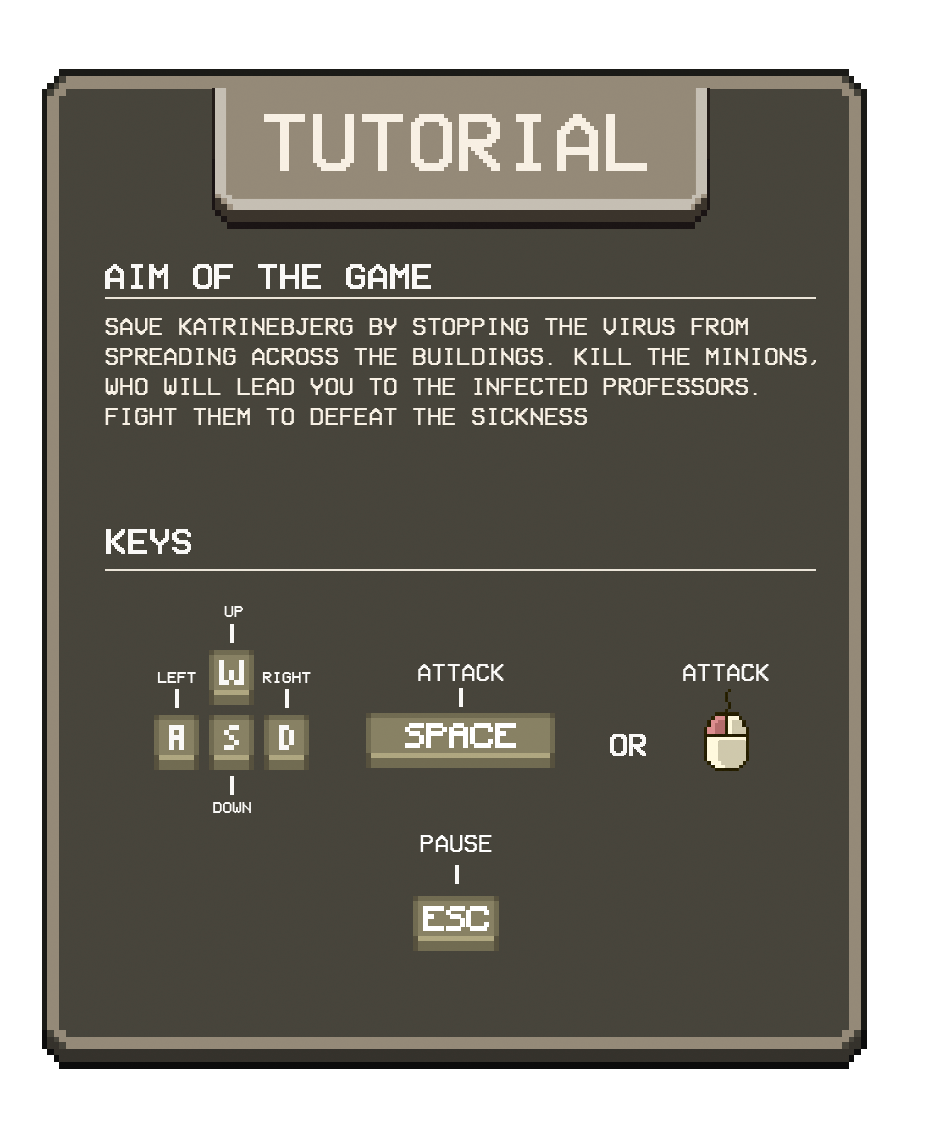 TUTORIAL
AIM OF THE GAME
SAVE KATRINEBJERG BY STOPPING THE VIRUS FROM
SPREADING ACROSS THE BUILDINGS. KILL THE MINIONS,
WHO WILL LEAD YOU TO THE INFECTED PROFESSORS.
FIGHT THEM TO DEFEAT THE SICKNESS
KEYS
UP
LEFT W RIGHT
A S D
DOWN
ATTACK
SPACE
OR
ATTACK
PAUSE
ESC